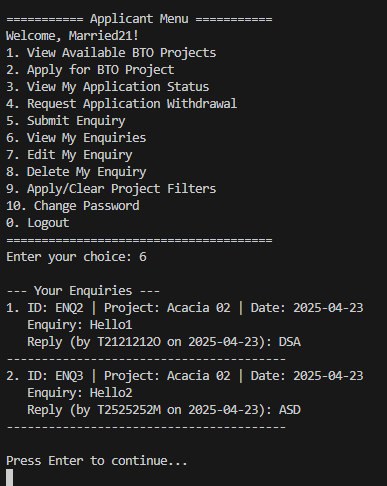 =========== Applicant Menu ===========
Welcome, Married21!
1. View Available BTO Projects
2. Apply for BTO Project
3. View My Application Status
4. Request Application Withdrawal
5. Submit Enquiry
6. View My Enquiries
7. Edit My Enquiry
8. Delete My Enquiry
9. Apply/Clear Project Filters
10. Change Password
0. Logout
======================================
Enter your choice: 6

--- Your Enquiries ---
1. ID: ENQ2 | Project: Acacia 02 | Date: 2025-04-23
   Enquiry: Hello1
   Reply (by T2121212O on 2025-04-23): DSA
----------------------------------------
2. ID: ENQ3 | Project: Acacia 02 | Date: 2025-04-23
   Enquiry: Hello2
   Reply (by T2525252M on 2025-04-23): ASD
----------------------------------------

Press Enter to continue...